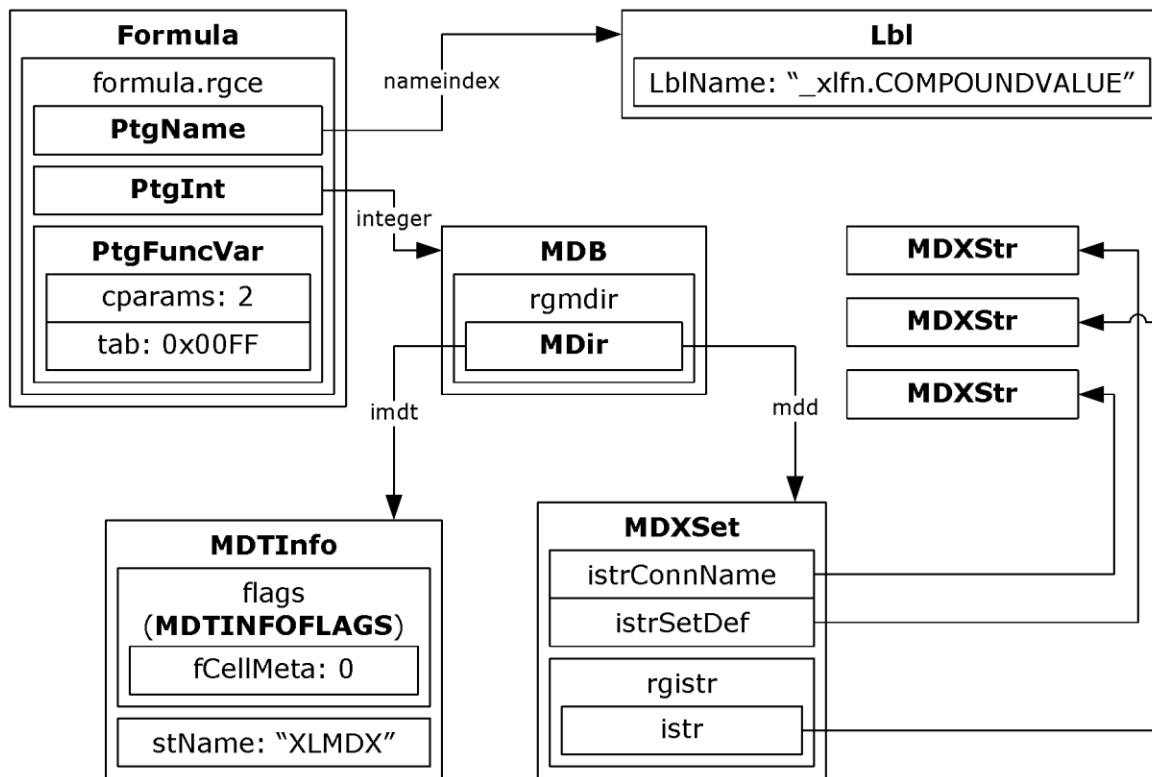 Formula
formula.rgce
PtgName
PtgInt
PtgFuncVar
cparams: 2
tab: 0x00FF
nameindex
Lbl
LblName: “_xlfn.COMPOUNDVALUE”
integer
MDB
rgmdir
MDir
MDXStr
MDXStr
MDXStr
imdt
mdd
MDTInfo
flags
(MDTINFOFLAGS)
fCellMeta: 0
stName: “XLMDX”
MDXSet
istrConnName
istrSetDef
rgistr
istr